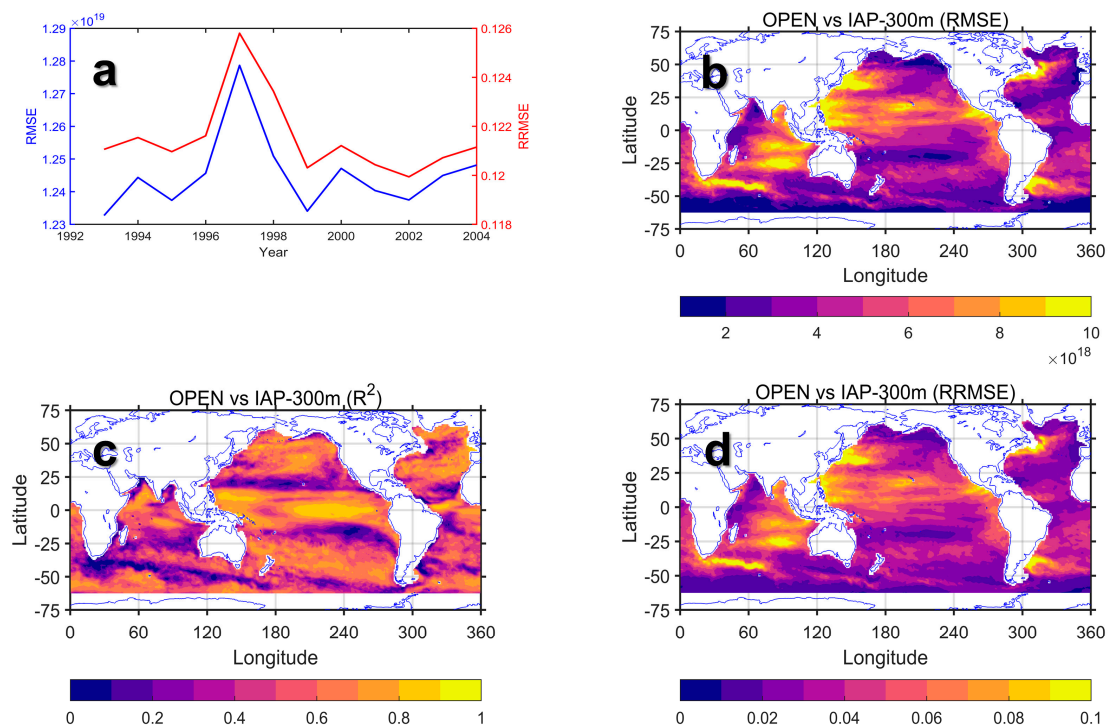 ×10^19
a
1.29
1.28
1.27
1.26
1.25
1.24
1.23
RMSE
0.126
0.124
0.122
0.12
0.118
RRMSE
1992 1994 1996 1998 2000 2002 2004
Year
OPEN vs IAP-300m (RMSE)
b
75
50
25
0
-25
-50
-75
Latitude
0 60 120 180 240 300 360
Longitude
2 4 6 8 10
×10^18
OPEN vs IAP-300m (R^2)
c
75
50
25
0
-25
-50
-75
Latitude
0 60 120 180 240 300 360
Longitude
0 0.2 0.4 0.6 0.8 1
OPEN vs IAP-300m (RRMSE)
d
75
50
25
0
-25
-50
-75
Latitude
0 60 120 180 240 300 360
Longitude
0 0.02 0.04 0.06 0.08 0.1